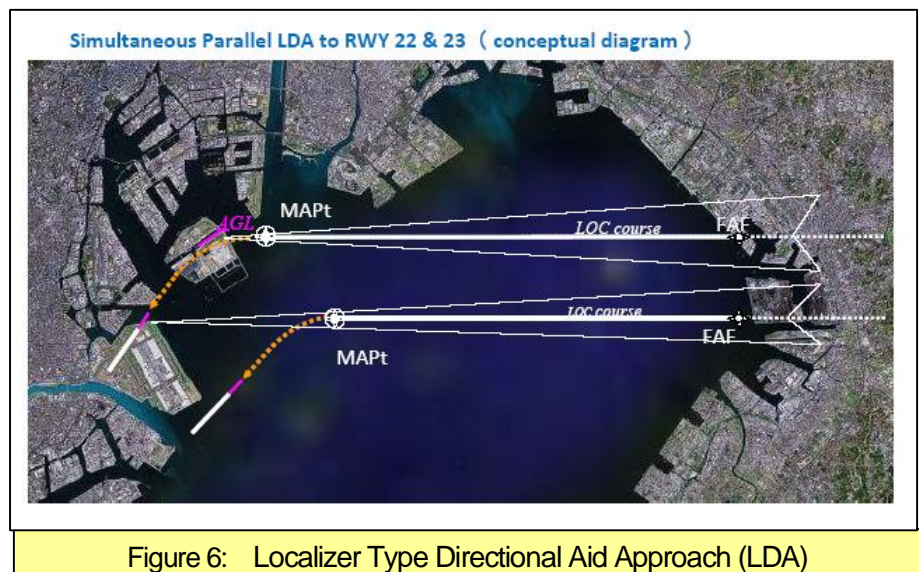 Simultaneous Parallel LDA to RWY 22 & 23 ( conceptual diagram )
AGL
MAPt
LOC course
FAF
LOC course
FAF
MAPt
Figure 6: Localizer Type Directional Aid Approach (LDA)